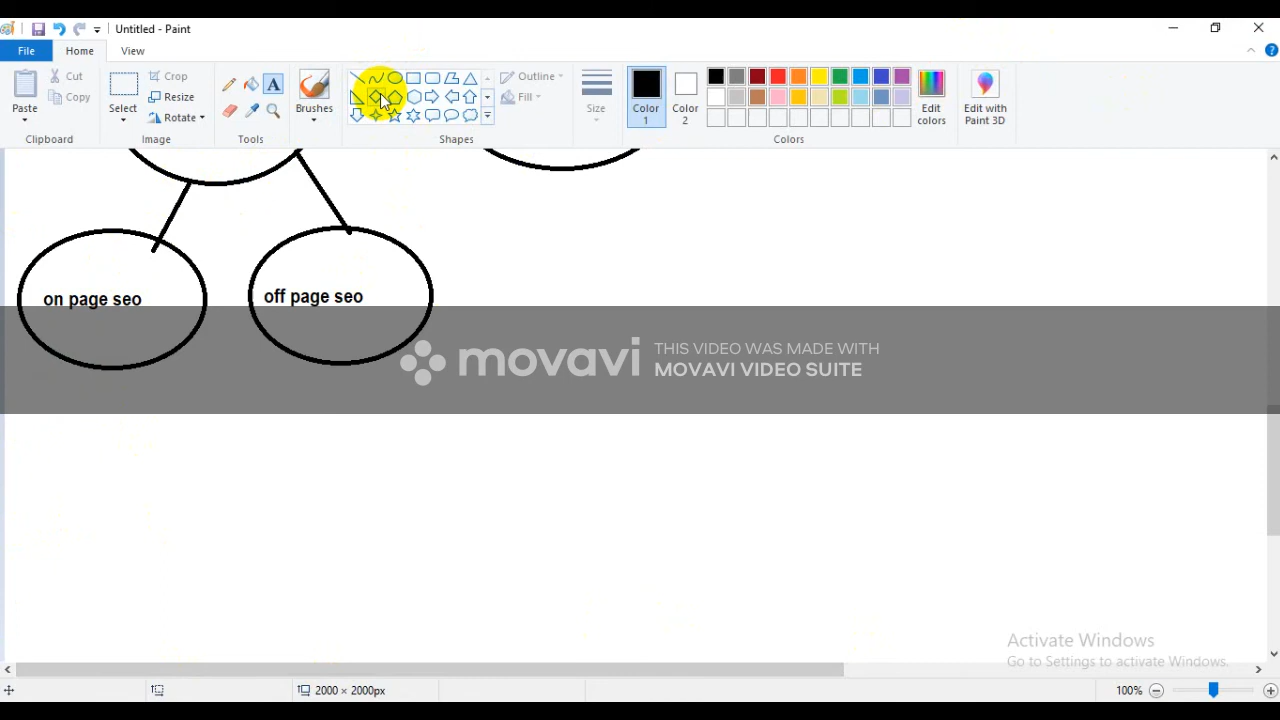 Untitled - Paint
File Home View
Paste
Cut
Copy
Clipboard
Select
Crop
Resize
Rotate
Image
Tools
Brushes
Shapes
Outline
Fill
Size
Color 1
Color 2
Edit colors
Colors
Edit with Paint 3D
on page seo
off page seo
movavi
THIS VIDEO WAS MADE WITH
MOVAVI VIDEO SUITE
Activate Windows
Go to Settings to activate Windows.
2000 × 2000px
100%